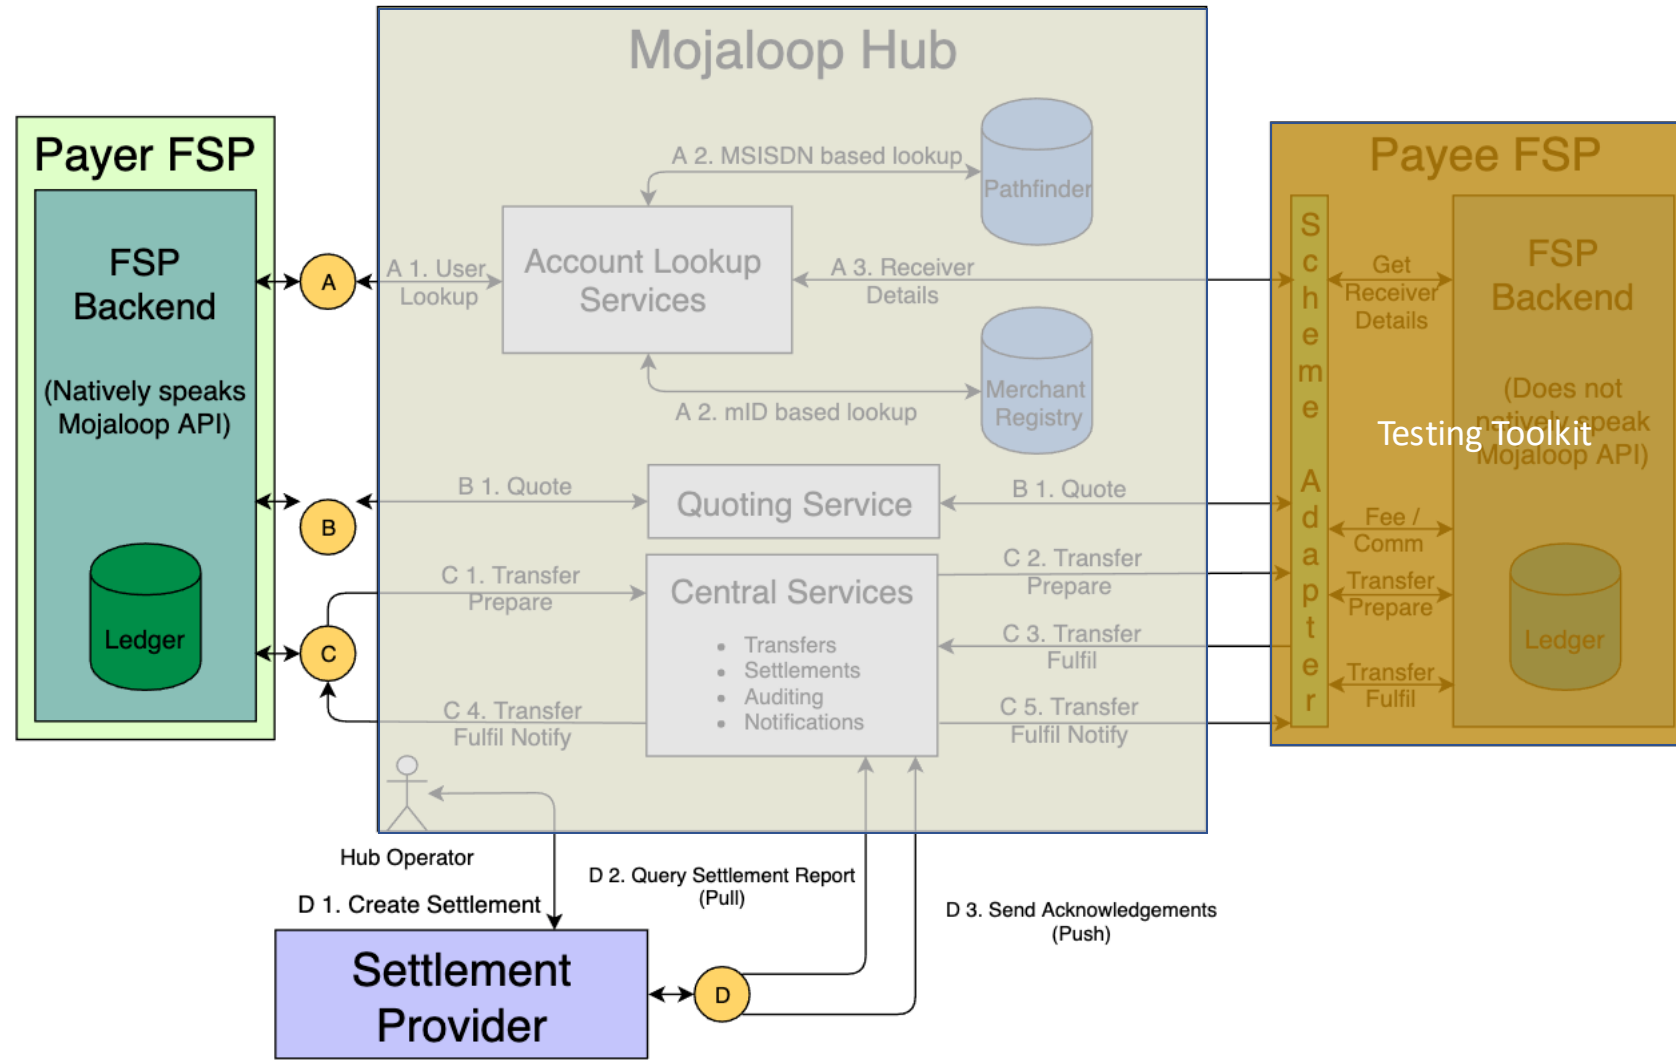 Mojaloop Hub
Payer FSP
FSP
Backend
(Natively speaks
Mojaloop API)
Ledger
A
B
C
A 1. User
Lookup
A 2. MSISDN based lookup
Pathfinder
Account Lookup
Services
A 3. Receiver
Details
Merchant
Registry
A 2. mID based lookup
B 1. Quote
Quoting Service
B 1. Quote
C 1. Transfer
Prepare
Central Services
• Transfers
• Settlements
• Auditing
• Notifications
C 2. Transfer
Prepare
C 3. Transfer
Fulfil
C 4. Transfer
Fulfil Notify
C 5. Transfer
Fulfil Notify
Payee FSP
Scheme Adapter
Get
Receiver
Details
FSP
Backend
(Does not
natively speak
Mojaloop API)
Testing Toolkit
Fee /
Comm
Transfer
Prepare
Transfer
Fulfil
Ledger
Hub Operator
D 1. Create Settlement
D 2. Query Settlement Report
(Pull)
D 3. Send Acknowledgements
(Push)
Settlement
Provider
D